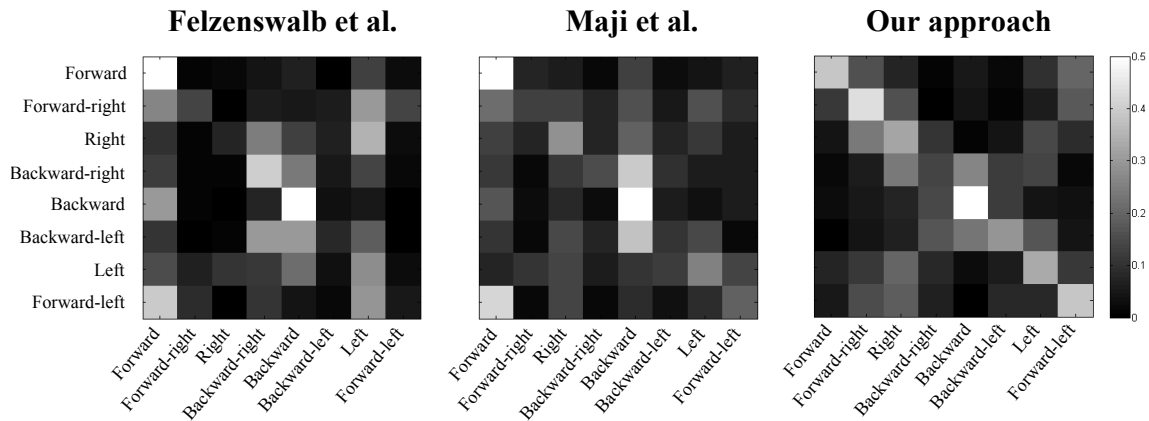 Felzenswalb et al.
Maji et al.
Our approach
Forward
Forward-right
Right
Backward-right
Backward
Backward-left
Left
Forward-left
Forward
Forward-right
Right
Backward-right
Backward
Backward-left
Left
Forward-left
Forward
Forward-right
Right
Backward-right
Backward
Backward-left
Left
Forward-left
Forward
Forward-right
Right
Backward-right
Backward
Backward-left
Left
Forward-left
0.5
0.4
0.3
0.2
0.1
0